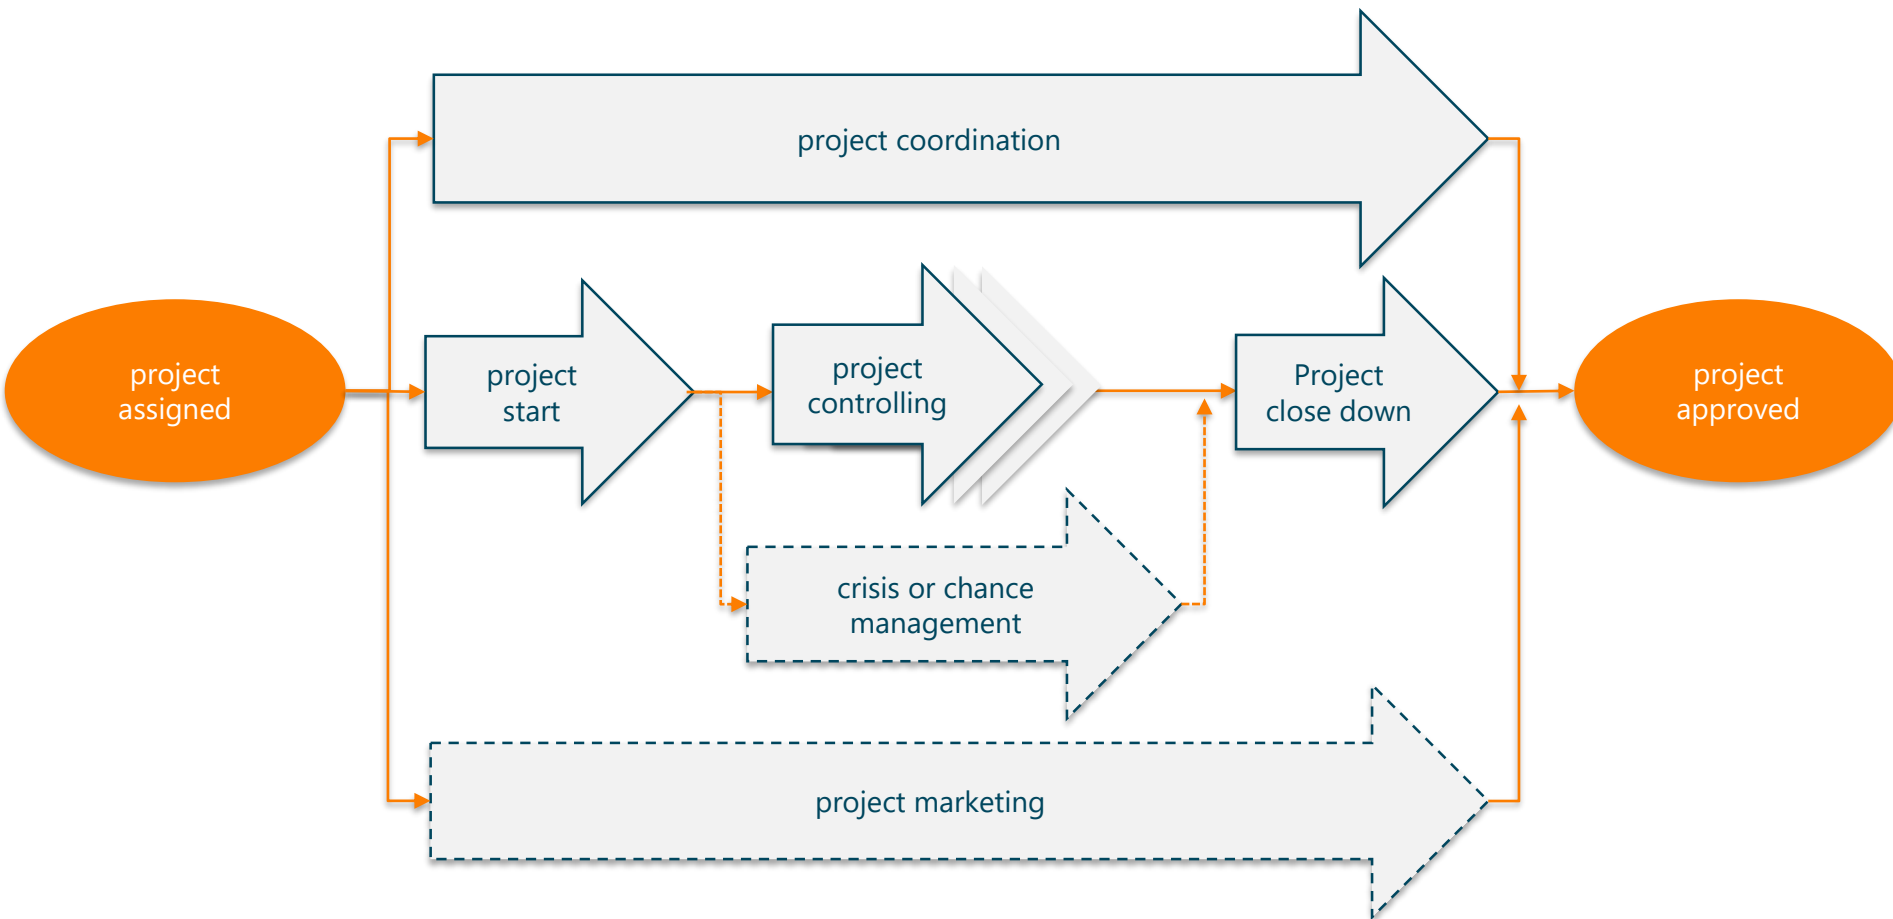 project coordination
project
assigned
project
start
project
controlling
Project
close down
project
approved
crisis or chance
management
project marketing